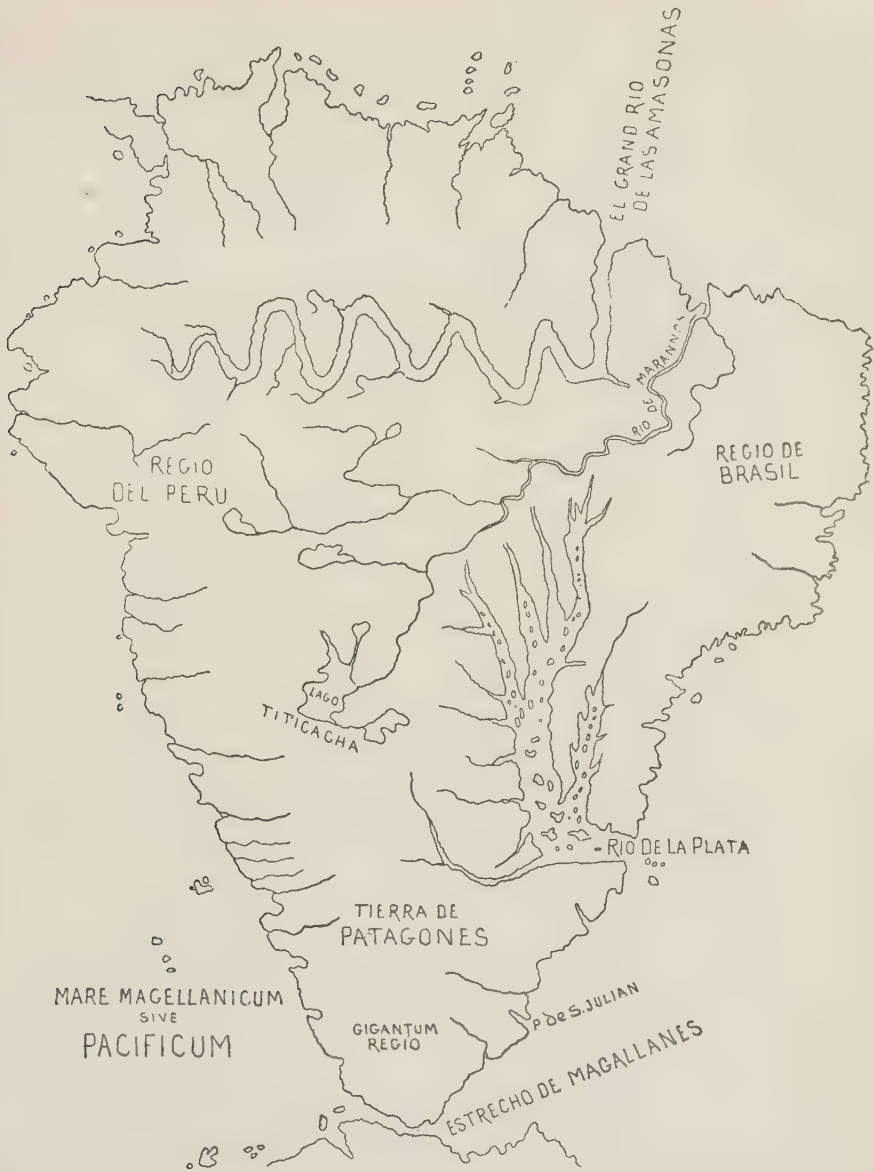 EL GRAND RIO
DE LAS AMASONAS
RIO DE MARANNON
REGIO DEL PERU
REGIO DE
BRASIL
LAGO
TITICACHA
RIO DE LA PLATA
TIERRA DE
PATAGONES
MARE MAGELLANICUM
SIVE
PACIFICUM
GIGANTUM
REGIO
P de S. JULIAN
ESTRECHO DE MAGALLANES